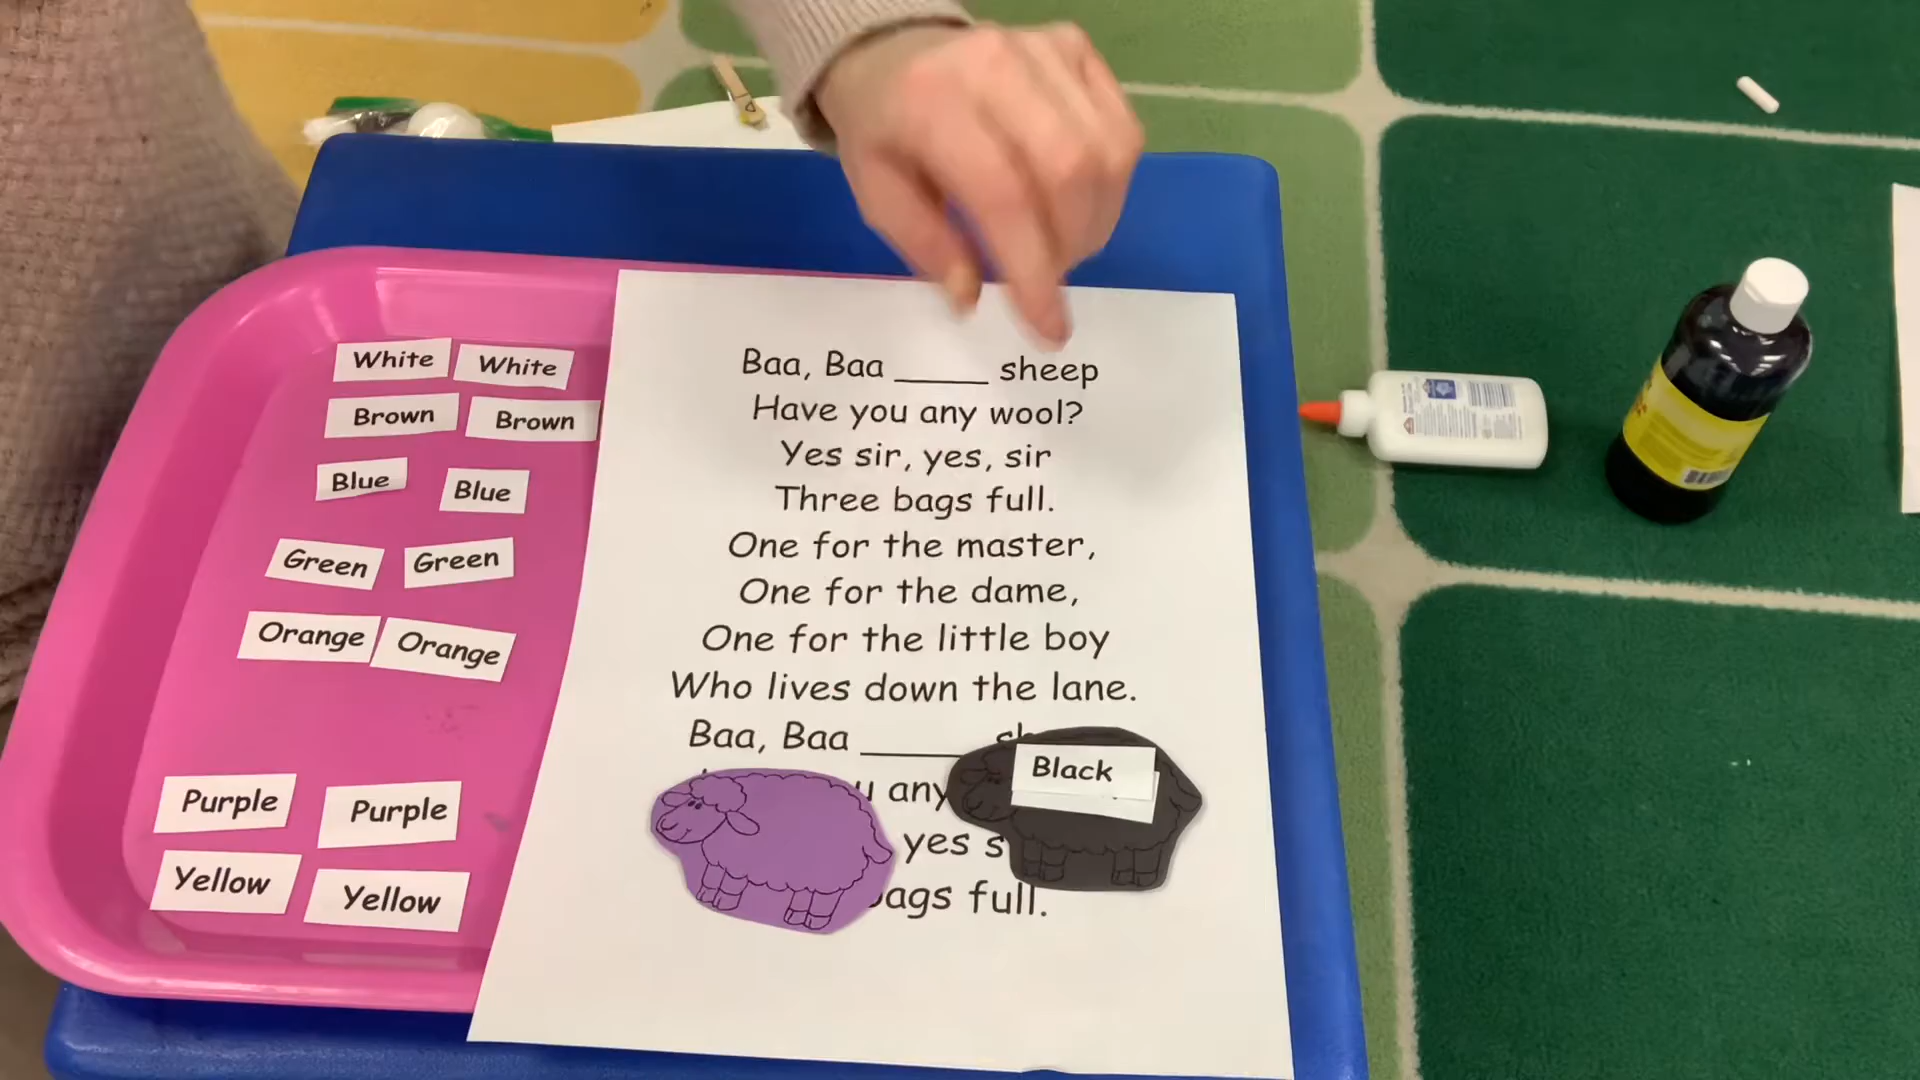 White White
Brown Brown
Blue Blue
Green Green
Orange Orange
Purple Purple
Yellow Yellow
Baa, Baa _____ sheep
Have you any wool?
Yes sir, yes, sir
Three bags full.
One for the master,
One for the dame,
One for the little boy
Who lives down the lane.
Baa, Baa ______
any
Black
yes
full.